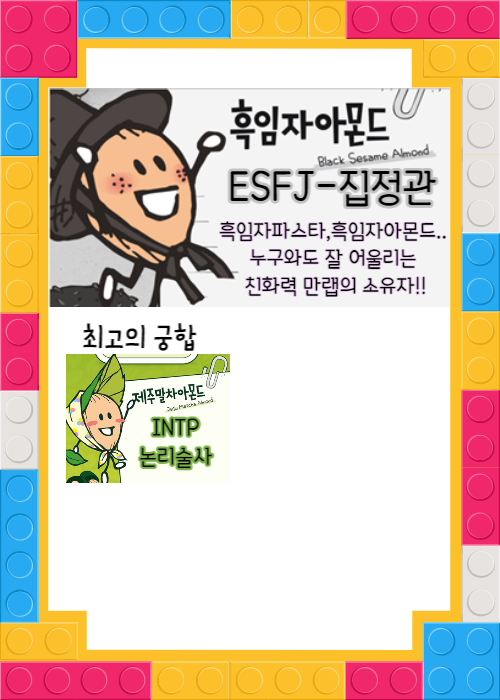 흑임자아몬드
Black Sesame Almond
ESFJ-집정관
흑임자파스타,흑임자아몬드..
누구와도 잘 어울리는
친화력 만랩의 소유자!!
최고의 궁합
제주말차아몬드
Jeju Matcha Almond
INTP
논리술사